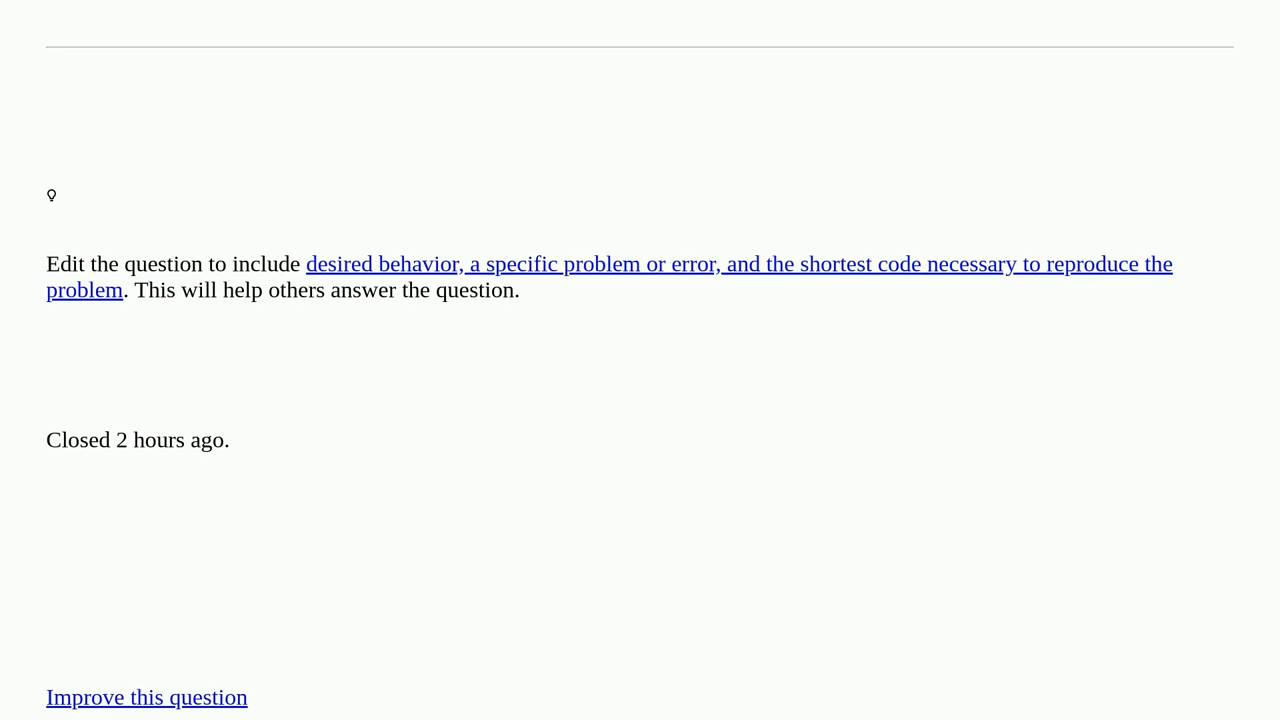 Edit the question to include desired behavior, a specific problem or error, and the shortest code necessary to reproduce the
problem. This will help others answer the question.
Closed 2 hours ago.
Improve this question